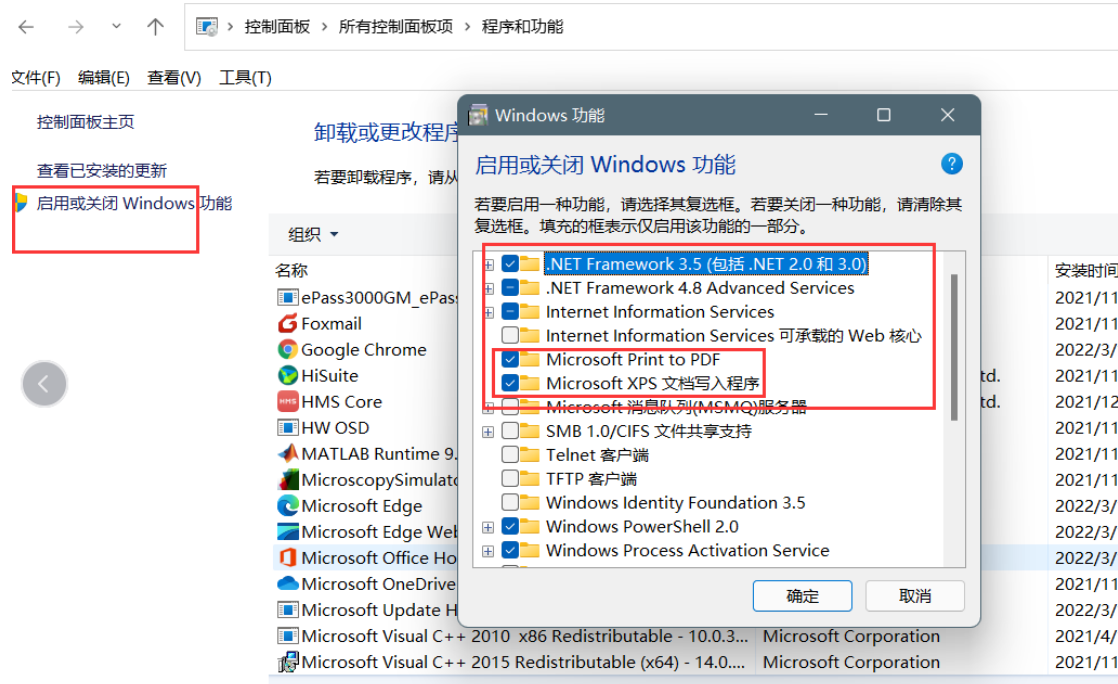 控制面板 > 所有控制面板项 > 程序和功能
文件(F) 编辑(E) 查看(V) 工具(T)
控制面板主页
查看已安装的更新
启用或关闭 Windows 功能
卸载或更改程序
若要卸载程序，请从
组织
名称
安装时间
ePass3000GM_ePass
2021/11
Foxmail
2021/11
Google Chrome
2022/3/
HiSuite
td.
2021/11
HMS Core
td.
2021/12
HW OSD
2021/11
MATLAB Runtime 9.
2021/11
MicroscopySimulato
2021/11
Microsoft Edge
2022/3/
Microsoft Edge Web
2022/3/
Microsoft Office Ho
2022/3/
Microsoft OneDrive
2021/11
Microsoft Update H
2022/3/
Microsoft Visual C++ 2010 x86 Redistributable - 10.0.3... Microsoft Corporation 2021/4/
Microsoft Visual C++ 2015 Redistributable (x64) - 14.0.... Microsoft Corporation 2021/11
Windows 功能
启用或关闭 Windows 功能
?
若要启用一种功能，请选择其复选框。若要关闭一种功能，请清除其
复选框。填充的框表示仅启用该功能的一部分。
.NET Framework 3.5 (包括 .NET 2.0 和 3.0)
.NET Framework 4.8 Advanced Services
Internet Information Services
Internet Information Services 可承载的 Web 核心
Microsoft Print to PDF
Microsoft XPS 文档写入程序
Microsoft 消息队列(MSMQ)服务器
SMB 1.0/CIFS 文件共享支持
Telnet 客户端
TFTP 客户端
Windows Identity Foundation 3.5
Windows PowerShell 2.0
Windows Process Activation Service
确定
取消